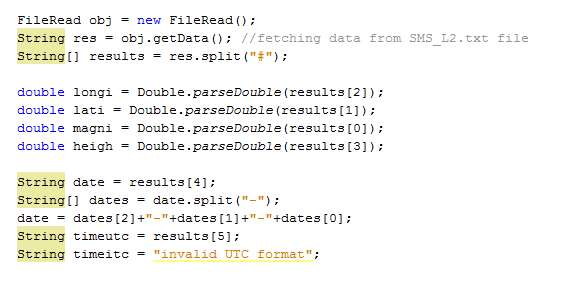 FileRead obj = new FileRead();
String res = obj.getData(); //fetching data from SMS_L2.txt file
String[] results = res.split("#");
double longi = Double.parseDouble(results[2]);
double lati = Double.parseDouble(results[1]);
double magni = Double.parseDouble(results[0]);
double heigh = Double.parseDouble(results[3]);
String date = results[4];
String[] dates = date.split("-");
date = dates[2]+"-"+dates[1]+"-"+dates[0];
String timeutc = results[5];
String timeitc = "invalid UTC format";